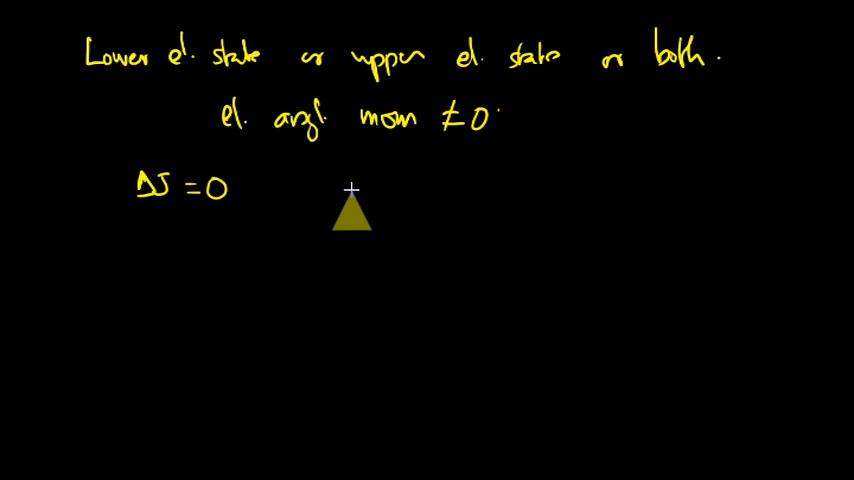 Lower el. state or upper el. state or both.
el. angl. mom ≠ 0.
ΔJ = 0